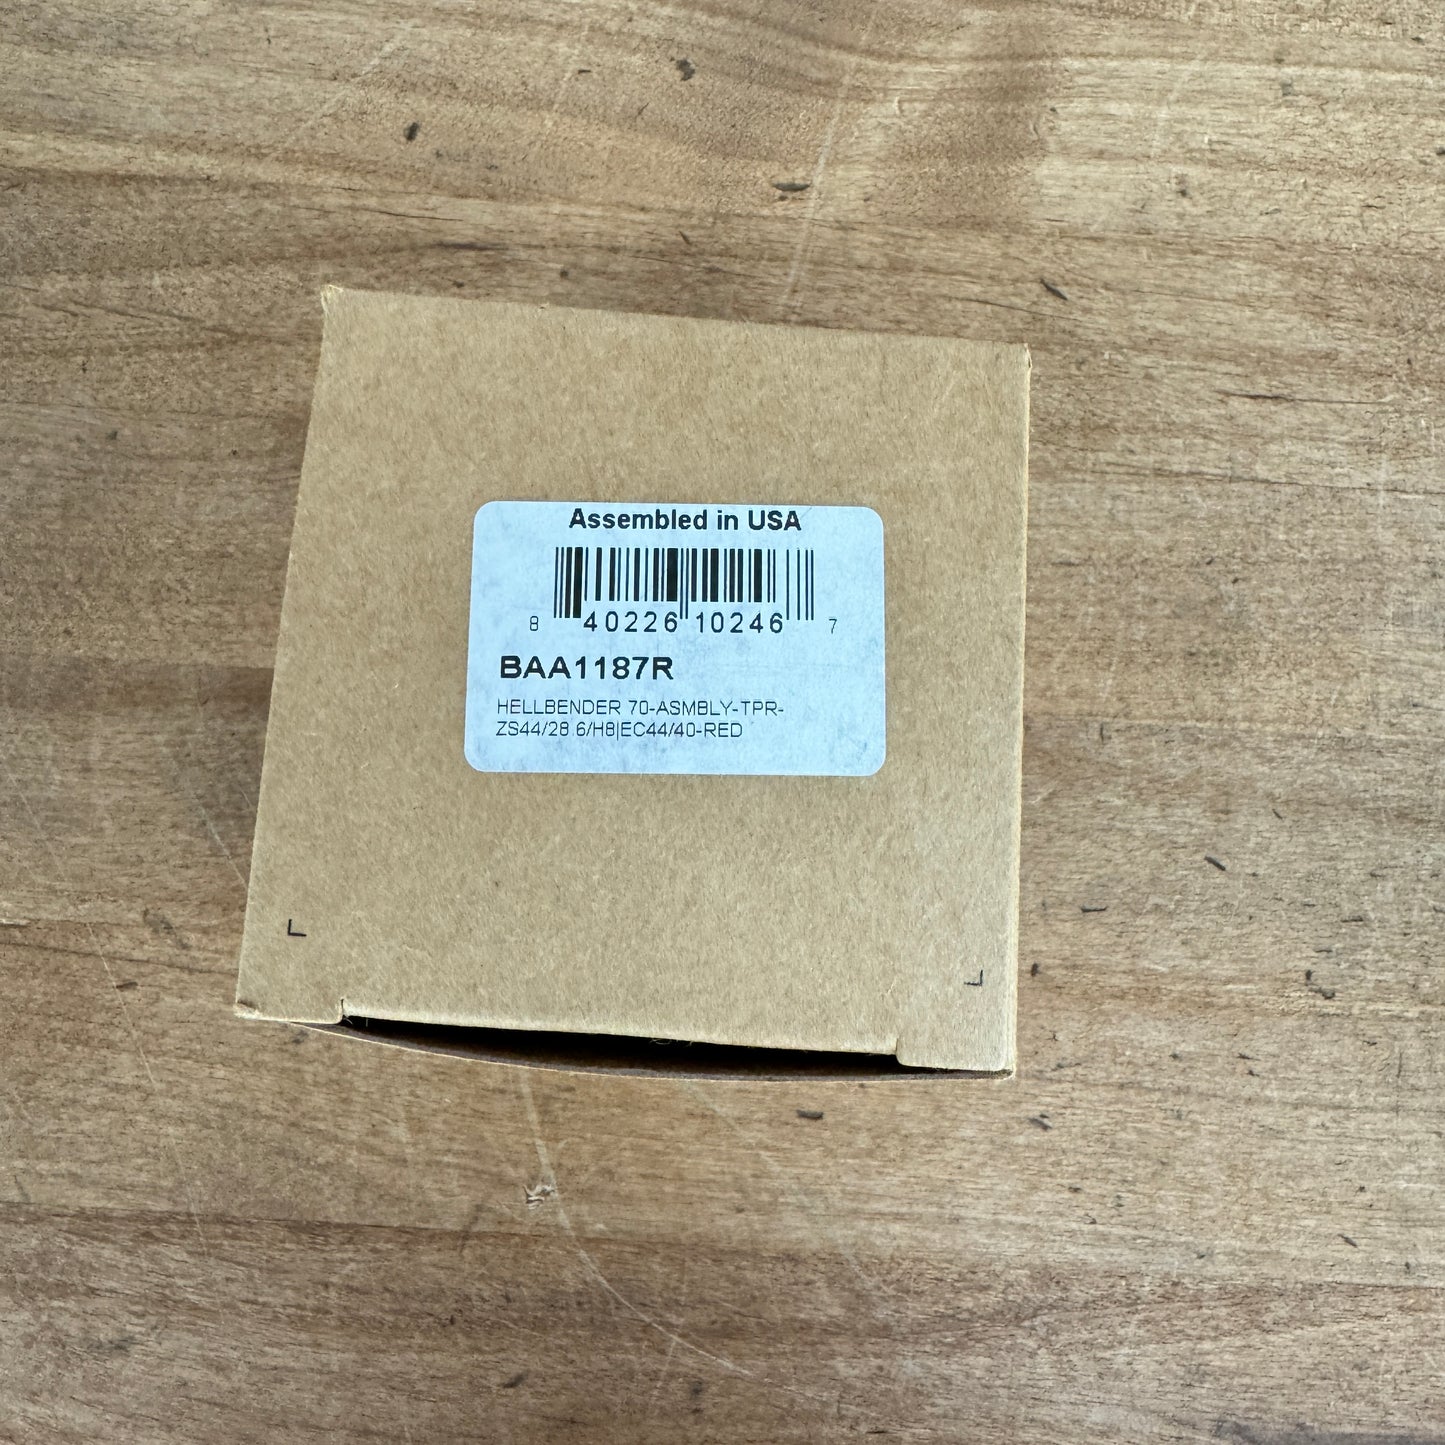 Assembled in USA
8 40226 10246 7
BAA1187R
HELLBENDER 70-ASMBLY-TPR-
ZS44/28.6/H8|EC44/40-RED